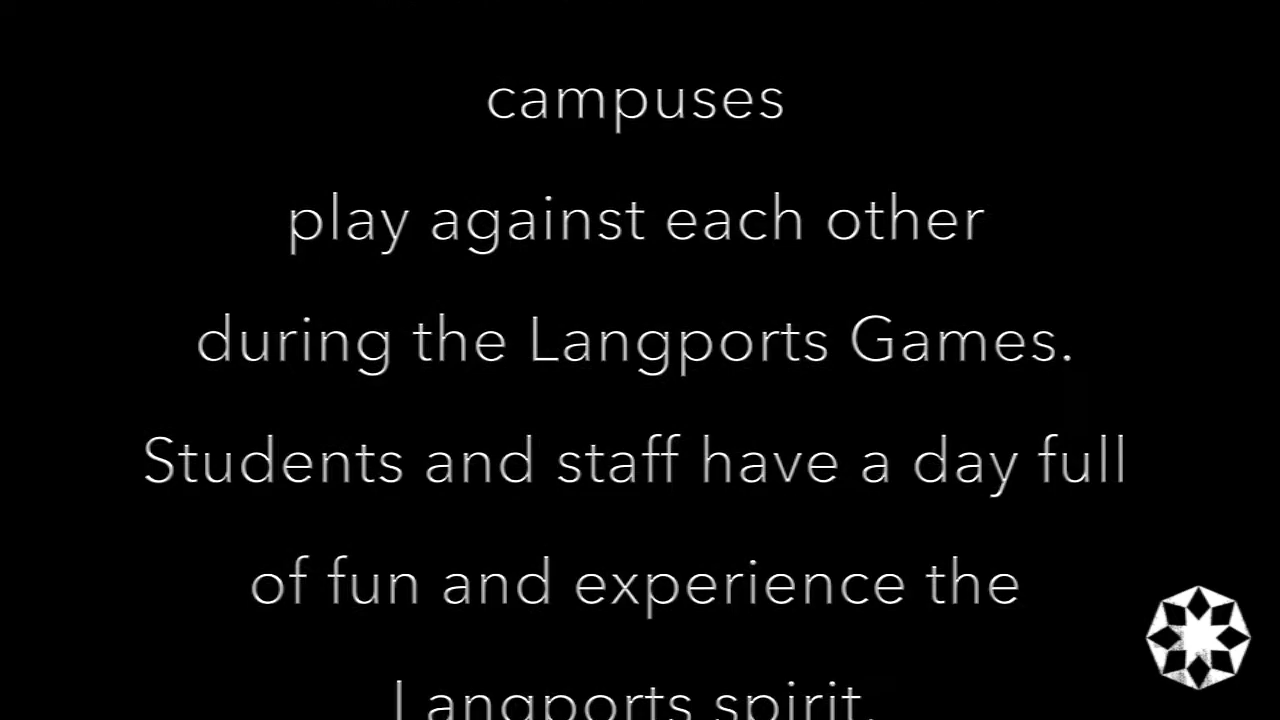 campuses
play against each other
during the Langports Games.
Students and staff have a day full
of fun and experience the
Langports spirit.